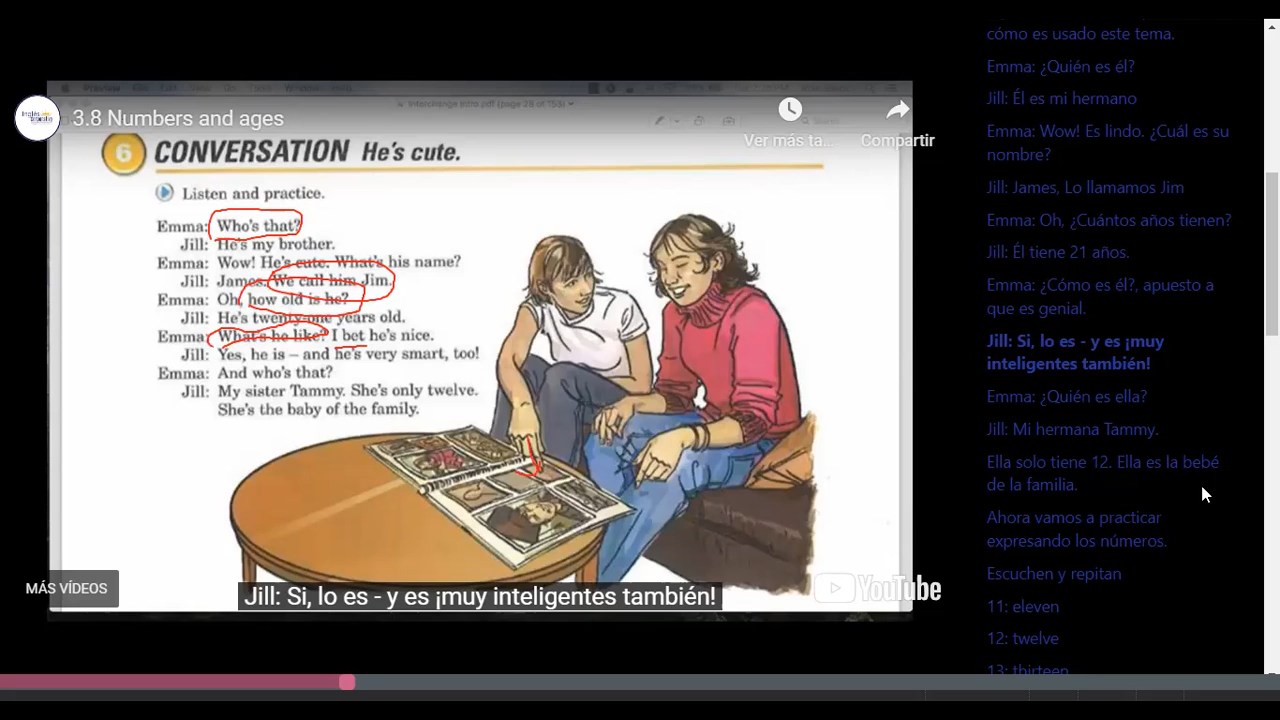 cómo es usado este tema.
Emma: ¿Quién es él?
Jill: Él es mi hermano
Emma: Wow! Es lindo. ¿Cuál es su
nombre?
Jill: James, Lo llamamos Jim
Emma: Oh, ¿Cuántos años tienen?
Jill: Él tiene 21 años.
Emma: ¿Cómo es él?, apuesto a
que es genial.
Jill: Si, lo es - y es ¡muy
inteligentes también!
Emma: ¿Quién es ella?
Jill: Mi hermana Tammy.
Ella solo tiene 12. Ella es la bebé
de la familia.
Ahora vamos a practicar
expresando los números.
Escuchen y repitan
11: eleven
12: twelve
13: thirteen
3.8 Numbers and ages
Ver más ta...
Compartir
6 CONVERSATION He's cute.
Listen and practice.
Emma: Who's that?
Jill: He's my brother.
Emma: Wow! He's cute. What's his name?
Jill: James. We call him Jim.
Emma: Oh, how old is he?
Jill: He's twenty-one years old.
Emma: What's he like? I bet he's nice.
Jill: Yes, he is – and he's very smart, too!
Emma: And who's that?
Jill: My sister Tammy. She's only twelve.
She's the baby of the family.
MÁS VÍDEOS
Jill: Si, lo es - y es ¡muy inteligentes también!
YouTube